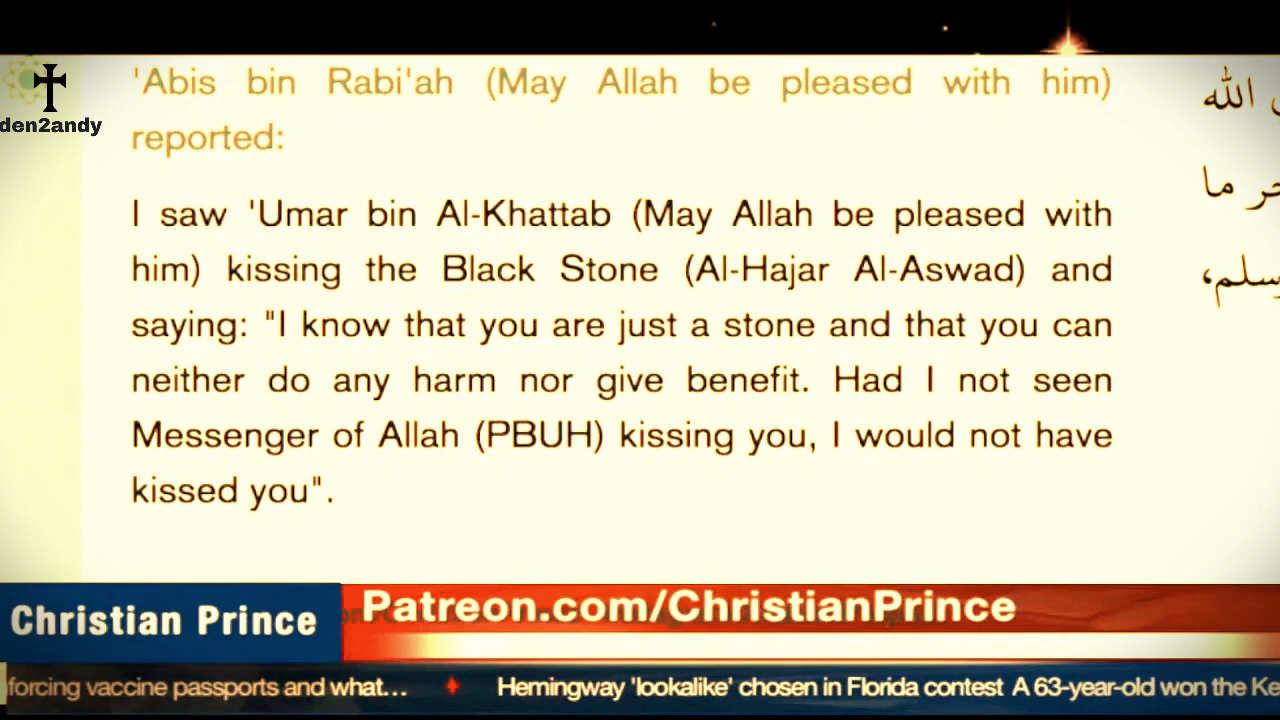 'Abis bin Rabi'ah (May Allah be pleased with him)
reported:
I saw 'Umar bin Al-Khattab (May Allah be pleased with
him) kissing the Black Stone (Al-Hajar Al-Aswad) and
saying: "I know that you are just a stone and that you can
neither do any harm nor give benefit. Had I not seen
Messenger of Allah (PBUH) kissing you, I would not have
kissed you".
الله
ما
den2andy
Christian Prince
Patreon.com/ChristianPrince
forcing vaccine passports and what... Hemingway 'lookalike' chosen in Florida contest A 63-year-old won the